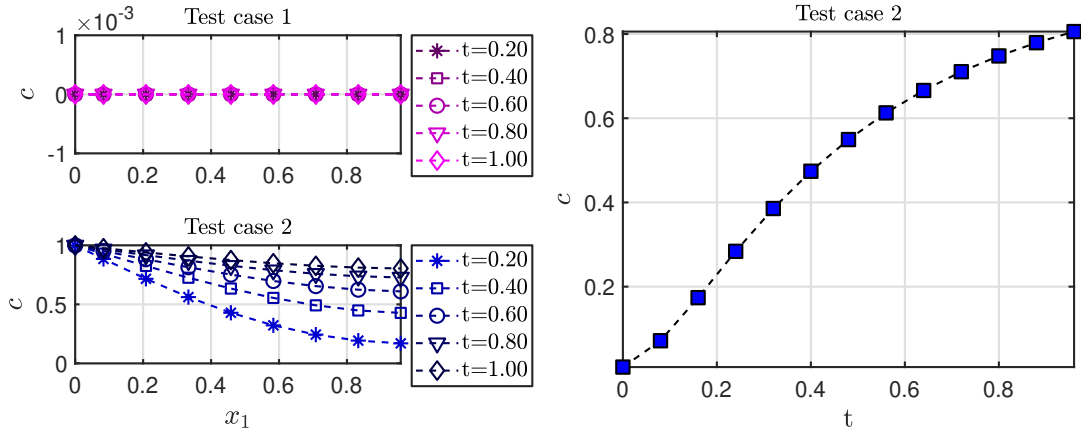 Test case 1
×10⁻³
1
0
-1
c
0 0.2 0.4 0.6 0.8
t=0.20
t=0.40
t=0.60
t=0.80
t=1.00
Test case 2
1
0.5
0
c
0 0.2 0.4 0.6 0.8
x₁
t=0.20
t=0.40
t=0.60
t=0.80
t=1.00
Test case 2
0.8
0.6
0.4
0.2
c
0 0.2 0.4 0.6 0.8
t